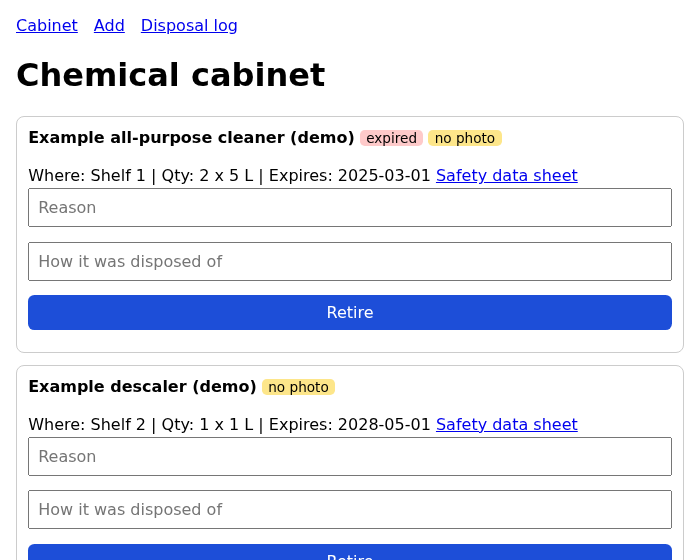 Cabinet Add Disposal log
Chemical cabinet
Example all-purpose cleaner (demo) expired no photo
Where: Shelf 1 | Qty: 2 x 5 L | Expires: 2025-03-01 Safety data sheet
Reason
How it was disposed of
Retire
Example descaler (demo) no photo
Where: Shelf 2 | Qty: 1 x 1 L | Expires: 2028-05-01 Safety data sheet
Reason
How it was disposed of
Retire